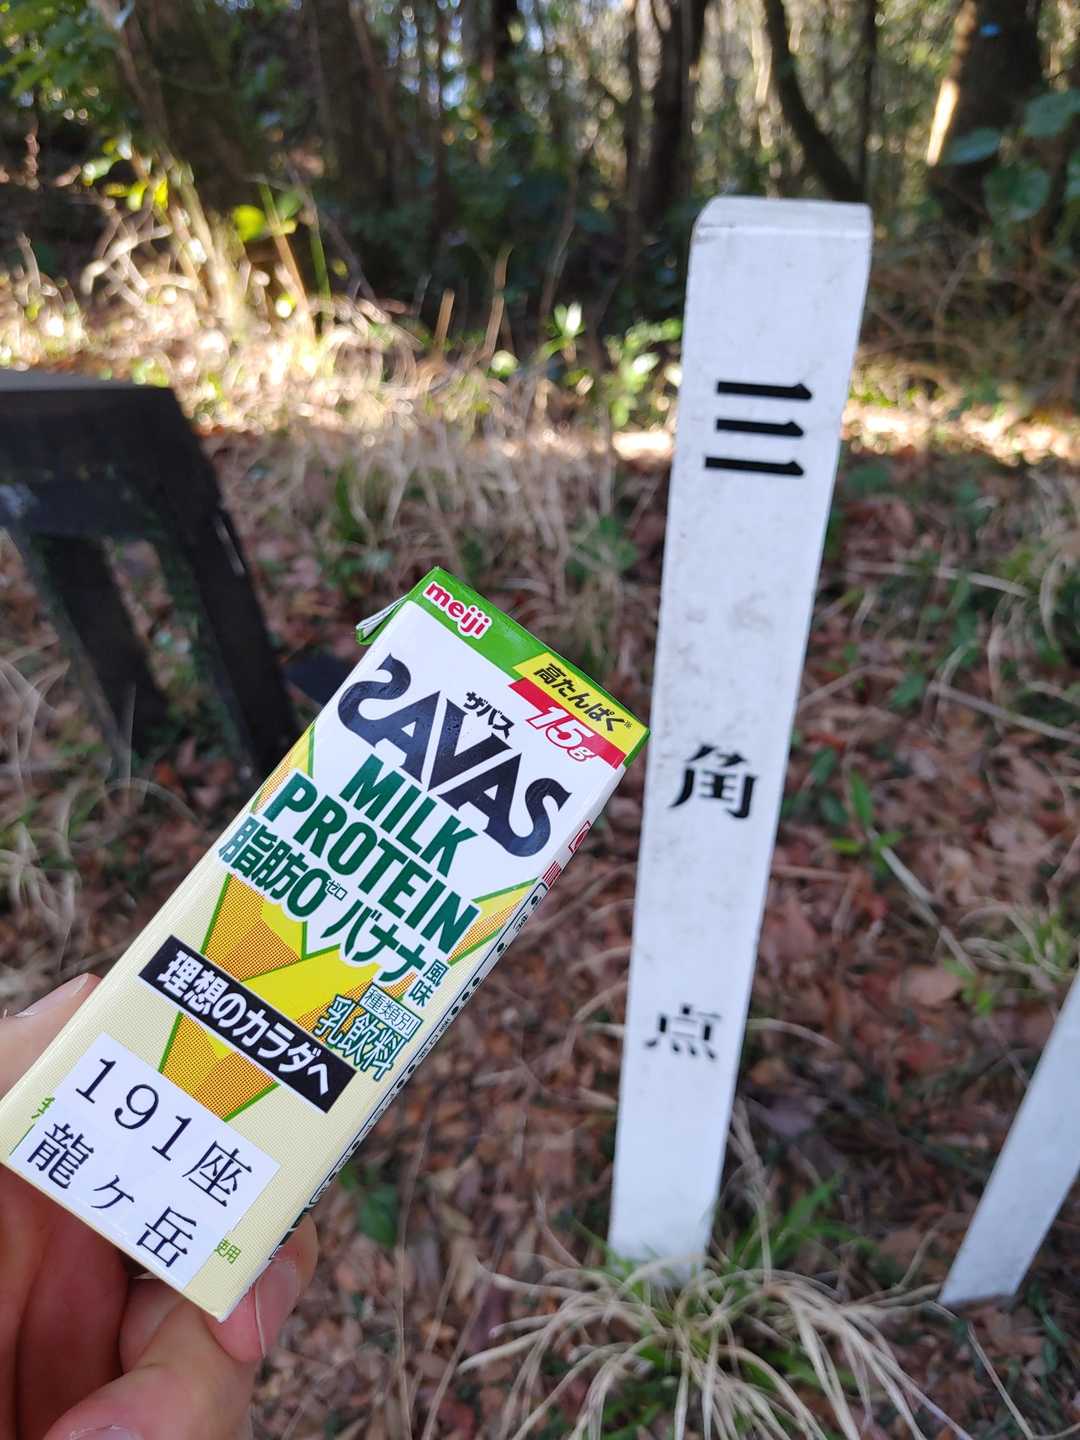 三角点
meiji
高たんぱく※
15g
ザバス
SAVAS
MILK
PROTEIN
脂肪0ゼロ バナナ風味
理想のカラダへ
種類別
乳飲料
191座
龍ヶ岳
使用